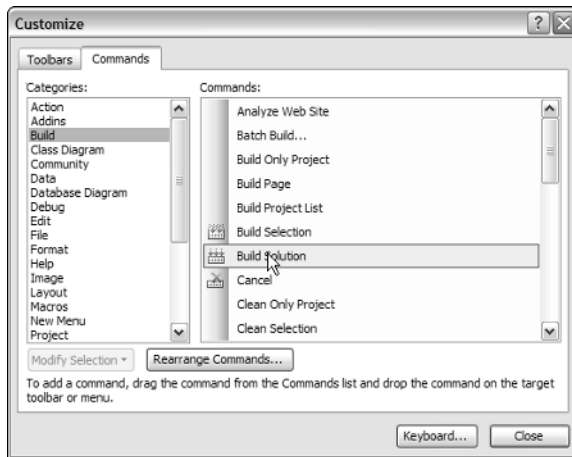 Customize
Toolbars
Commands
Categories:
Action
Addins
Build
Class Diagram
Community
Data
Database Diagram
Debug
Edit
File
Format
Help
Image
Layout
Macros
New Menu
Project
Commands:
Analyze Web Site
Batch Build...
Build Only Project
Build Page
Build Project List
Build Selection
Build Solution
Cancel
Clean Only Project
Clean Selection
Modify Selection
Rearrange Commands...
To add a command, drag the command from the Commands list and drop the command on the target
toolbar or menu.
Keyboard...
Close